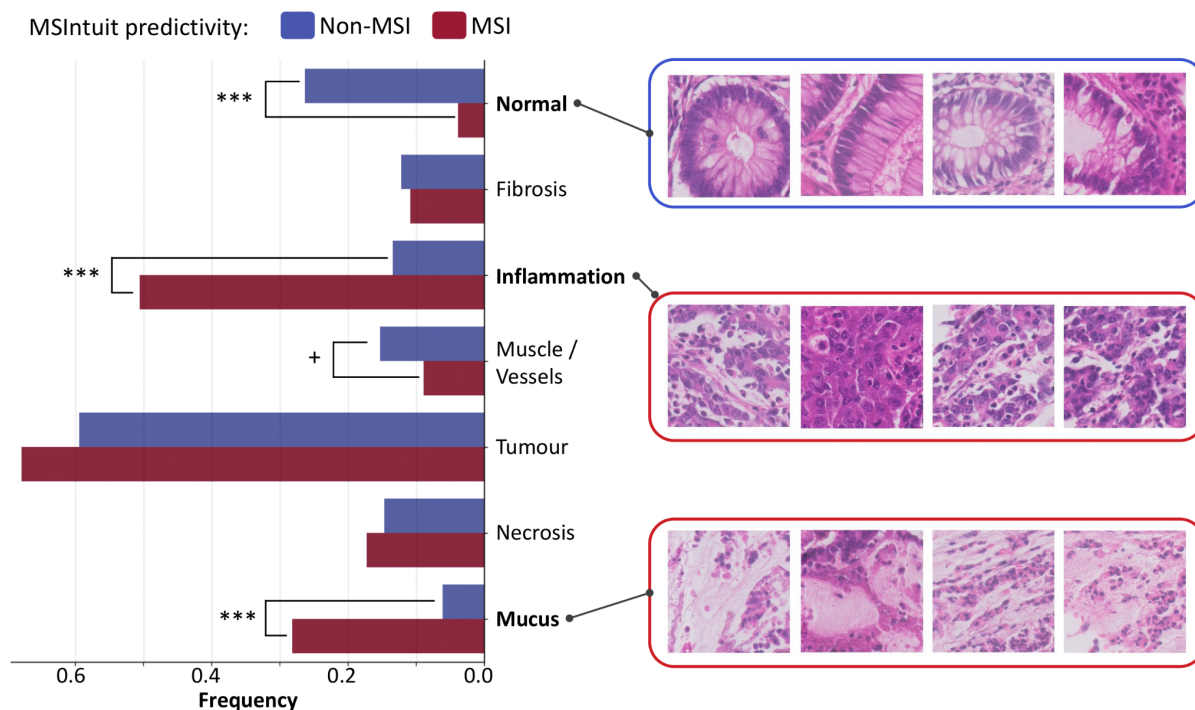 MSIntuit predictivity: Non-MSI MSI
***
Normal
Fibrosis
***
Inflammation
+
Muscle /
Vessels
Tumour
Necrosis
***
Mucus
0.6 0.4 0.2 0.0
Frequency